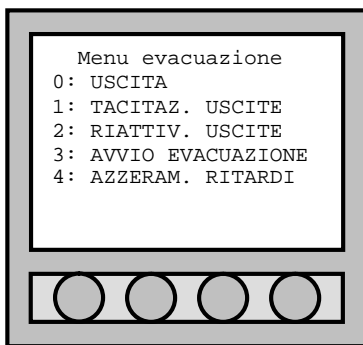 Menu evacuazione
0: USCITA
1: TACITAZ. USCITE
2: RIATTIV. USCITE
3: AVVIO EVACUAZIONE
4: AZZERAM. RITARDI